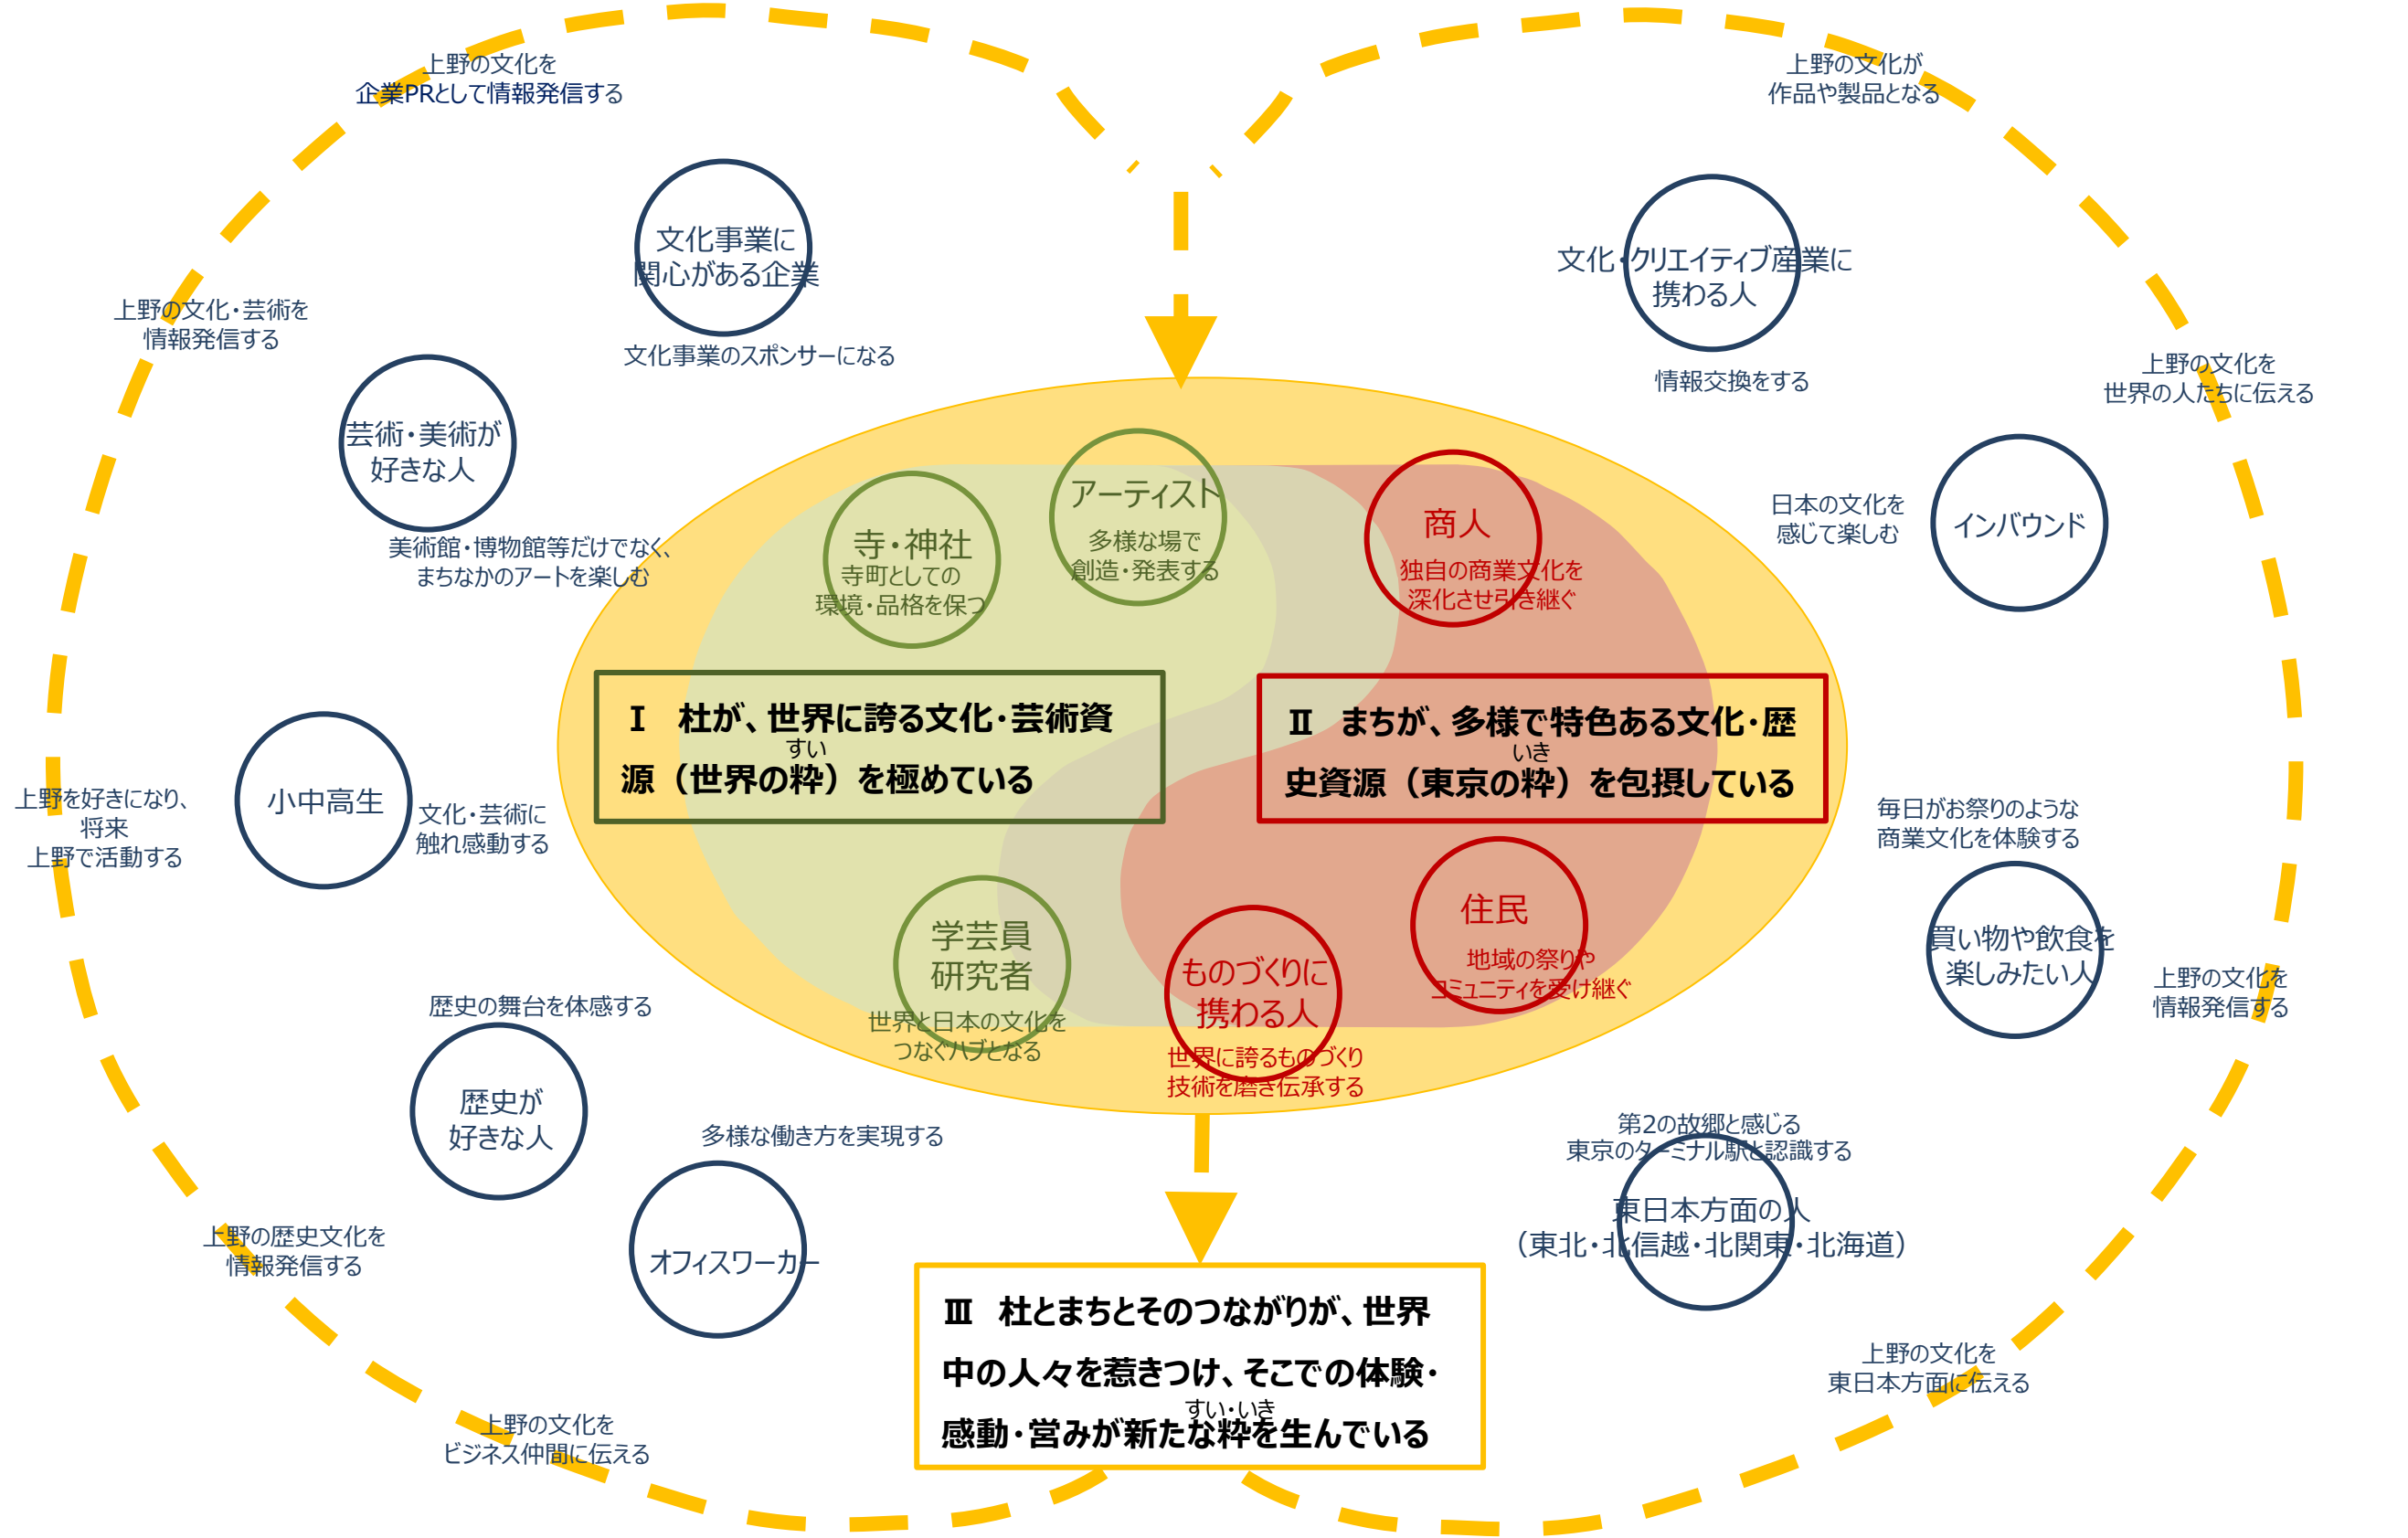 上野の文化を
企業PRとして情報発信する
上野の文化が
作品や製品となる
文化事業に
関心がある企業
文化事業のスポンサーになる
文化・クリエイティブ産業に
携わる人
情報交換をする
上野の文化・芸術を
情報発信する
芸術・美術が
好きな人
美術館・博物館等だけでなく、
まちなかのアートを楽しむ
上野の文化を
世界の人たちに伝える
日本の文化を
感じて楽しむ
インバウンド
寺・神社
寺町としての
環境・品格を保つ
アーティスト
多様な場で
創造・発表する
商人
独自の商業文化を
深化させ引き継ぐ
Ⅰ 杜が、世界に誇る文化・芸術資
すい
源（世界の粋）を極めている
Ⅱ まちが、多様で特色ある文化・歴
いき
史資源（東京の粋）を包摂している
上野を好きになり、
将来
上野で活動する
小中高生
文化・芸術に
触れ感動する
毎日がお祭りのような
商業文化を体験する
買い物や飲食を
楽しみたい人
上野の文化を
情報発信する
学芸員
研究者
世界と日本の文化を
つなぐハブとなる
ものづくりに
携わる人
世界に誇るものづくり
技術を磨き伝承する
住民
地域の祭りや
コミュニティを受け継ぐ
歴史の舞台を体感する
歴史が
好きな人
上野の歴史文化を
情報発信する
多様な働き方を実現する
オフィスワーカー
上野の文化を
ビジネス仲間に伝える
第2の故郷と感じる
東京のターミナル駅と認識する
東日本方面の人
（東北・北信越・北関東・北海道）
上野の文化を
東日本方面に伝える
Ⅲ 杜とまちとそのつながりが、世界
中の人々を惹きつけ、そこでの体験・
すい・いき
感動・営みが新たな粋を生んでいる